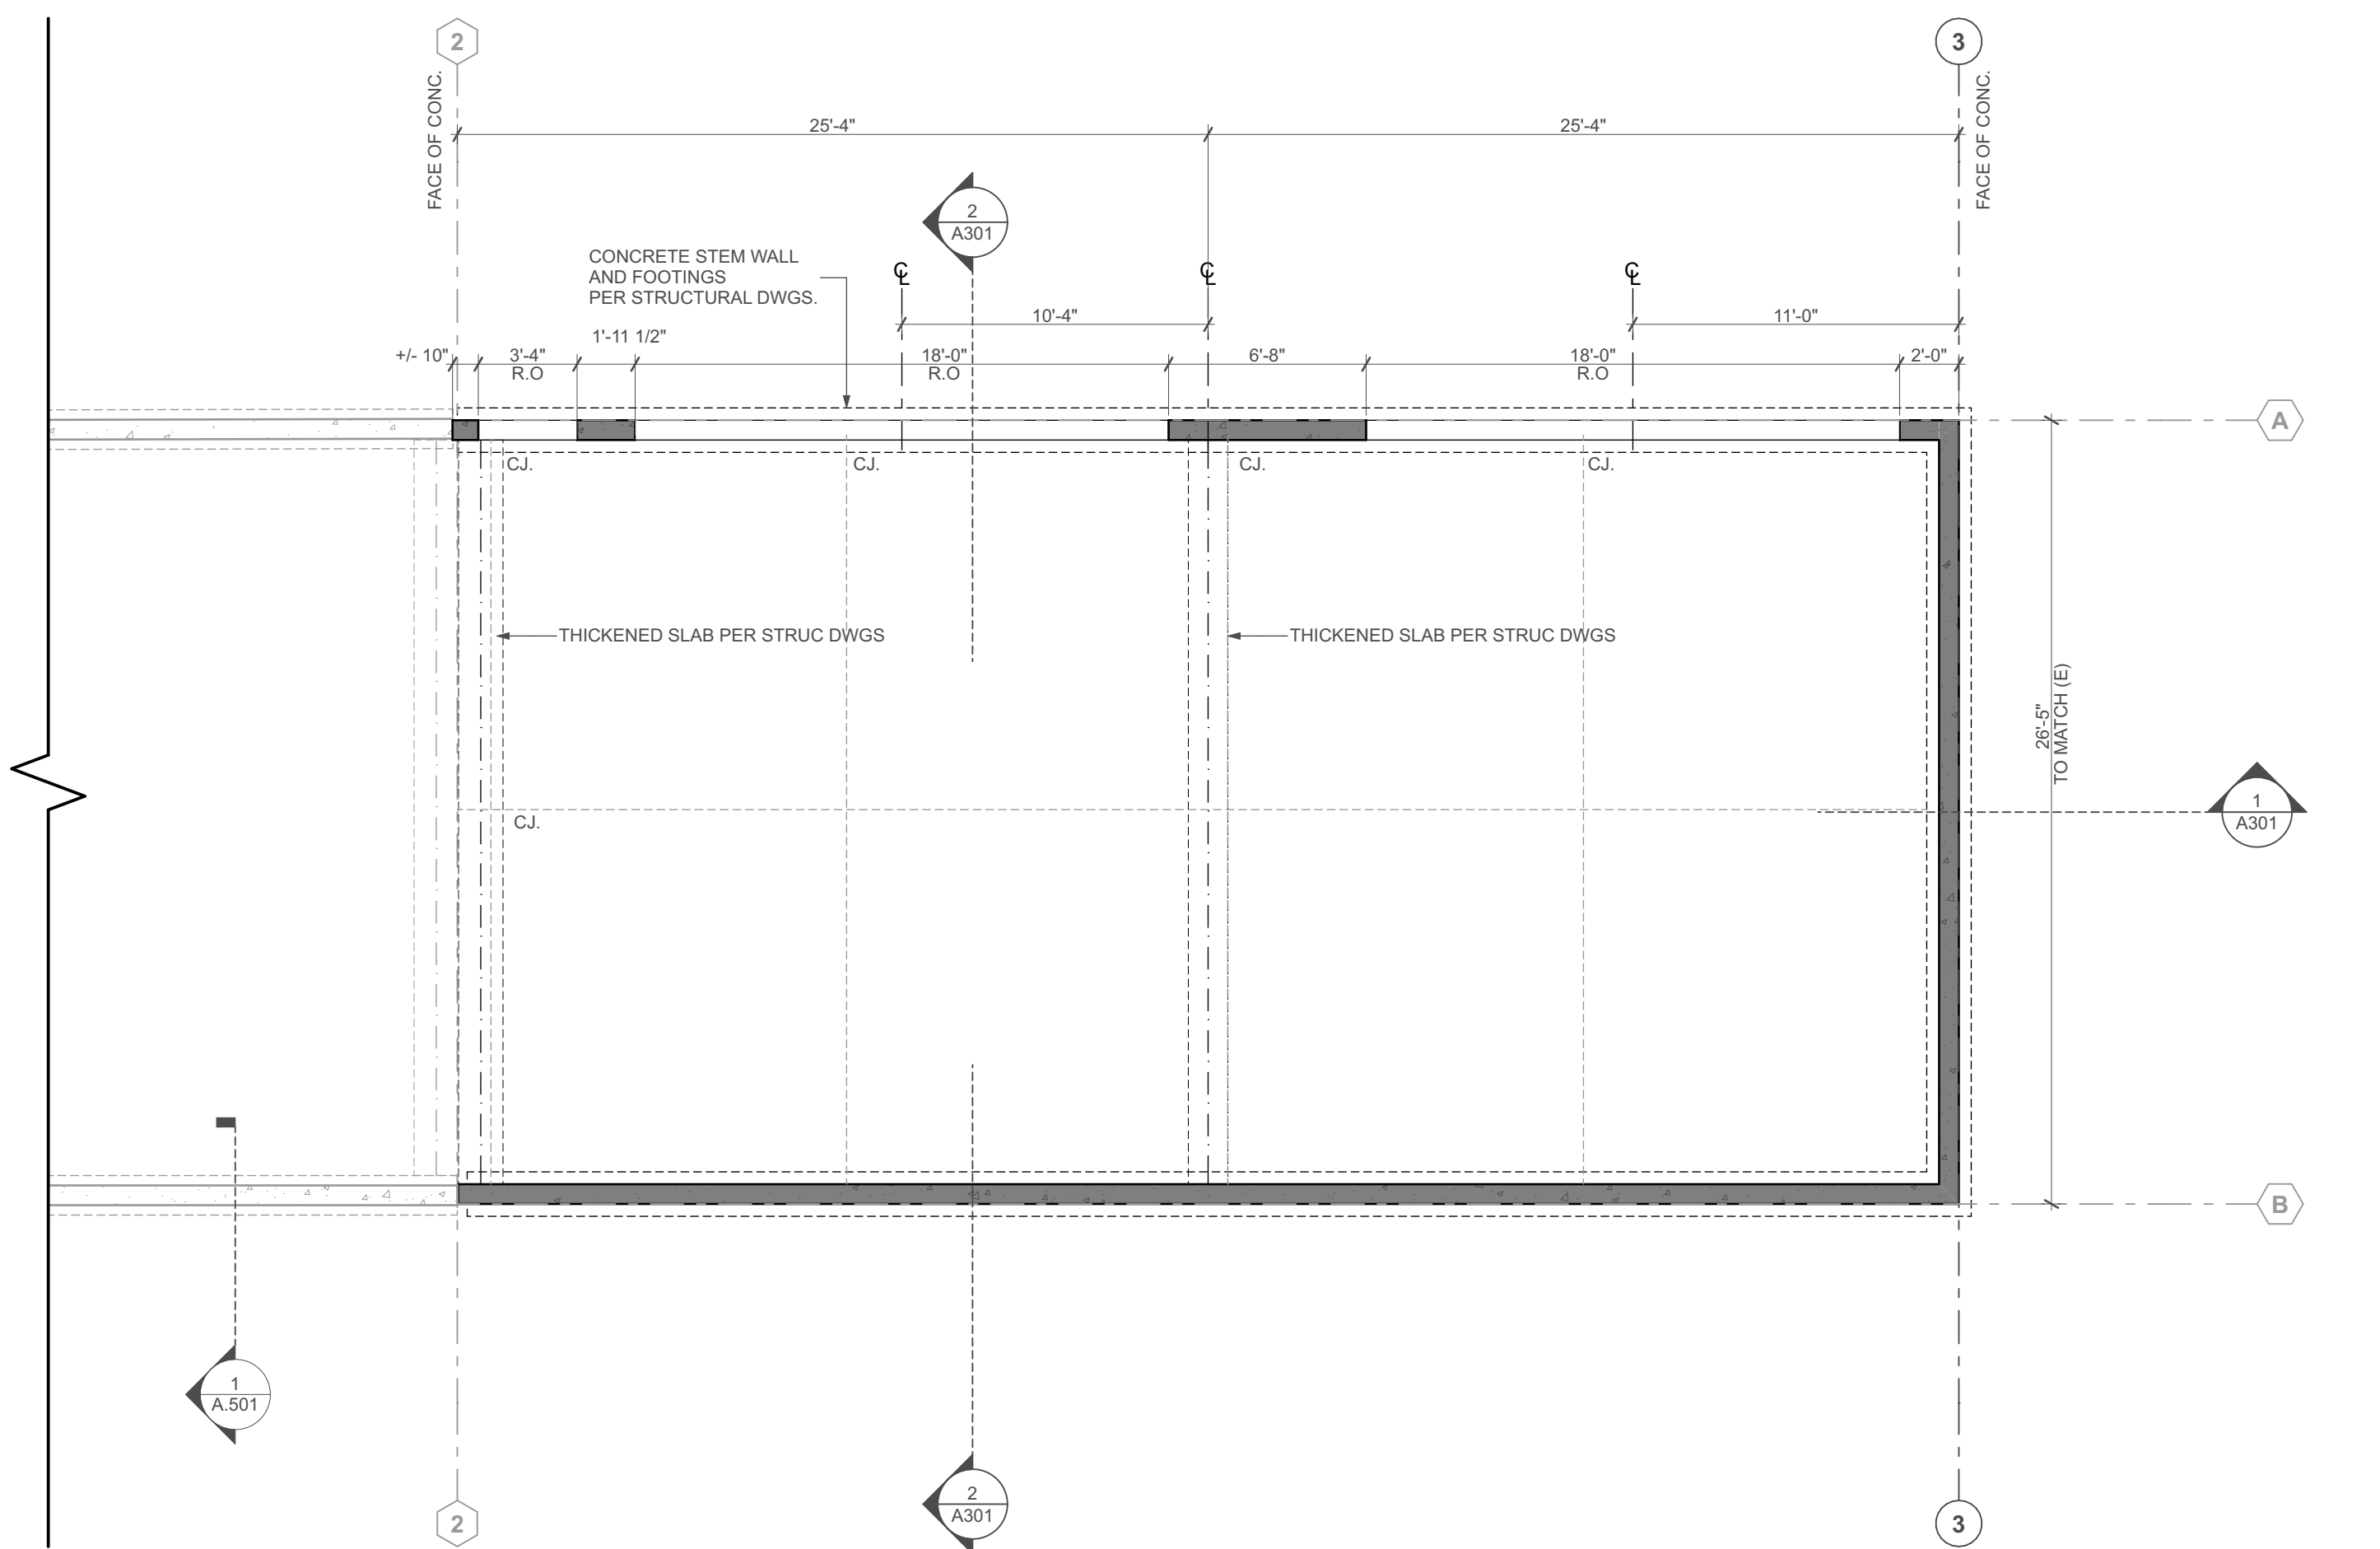 2
3
FACE OF CONC.
FACE OF CONC.
25'-4"
25'-4"
2
A301
CONCRETE STEM WALL
AND FOOTINGS
PER STRUCTURAL DWGS.
℄
℄
℄
10'-4"
11'-0"
1'-11 1/2"
+/- 10"
3'-4"
R.O
18'-0"
R.O
6'-8"
18'-0"
R.O
2'-0"
A
CJ.
CJ.
CJ.
CJ.
THICKENED SLAB PER STRUC DWGS
THICKENED SLAB PER STRUC DWGS
26'-5"
TO MATCH (E)
CJ.
1
A301
B
1
A.501
2
A301
2
3